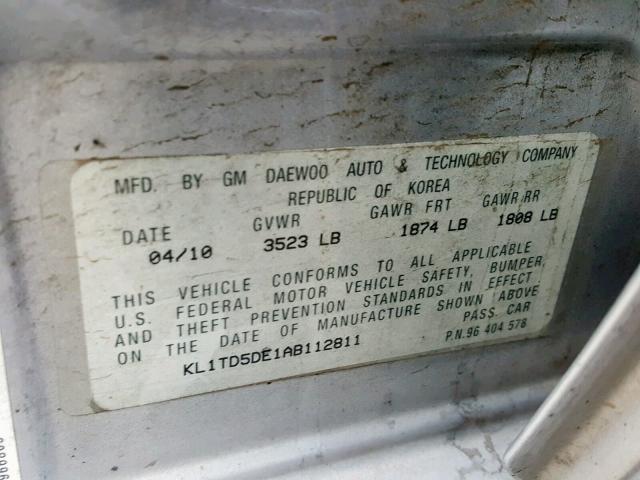 MFD. BY GM DAEWOO AUTO & TECHNOLOGY COMPANY
REPUBLIC OF KOREA
DATE GVWR GAWR FRT GAWR RR
04/10 3523 LB 1874 LB 1808 LB
THIS VEHICLE CONFORMS TO ALL APPLICABLE
U.S. FEDERAL MOTOR VEHICLE SAFETY, BUMPER,
AND THEFT PREVENTION STANDARDS IN EFFECT
ON THE DATE OF MANUFACTURE SHOWN ABOVE
PASS CAR
KL1TD5DE1AB112811
P.N.96 404 578